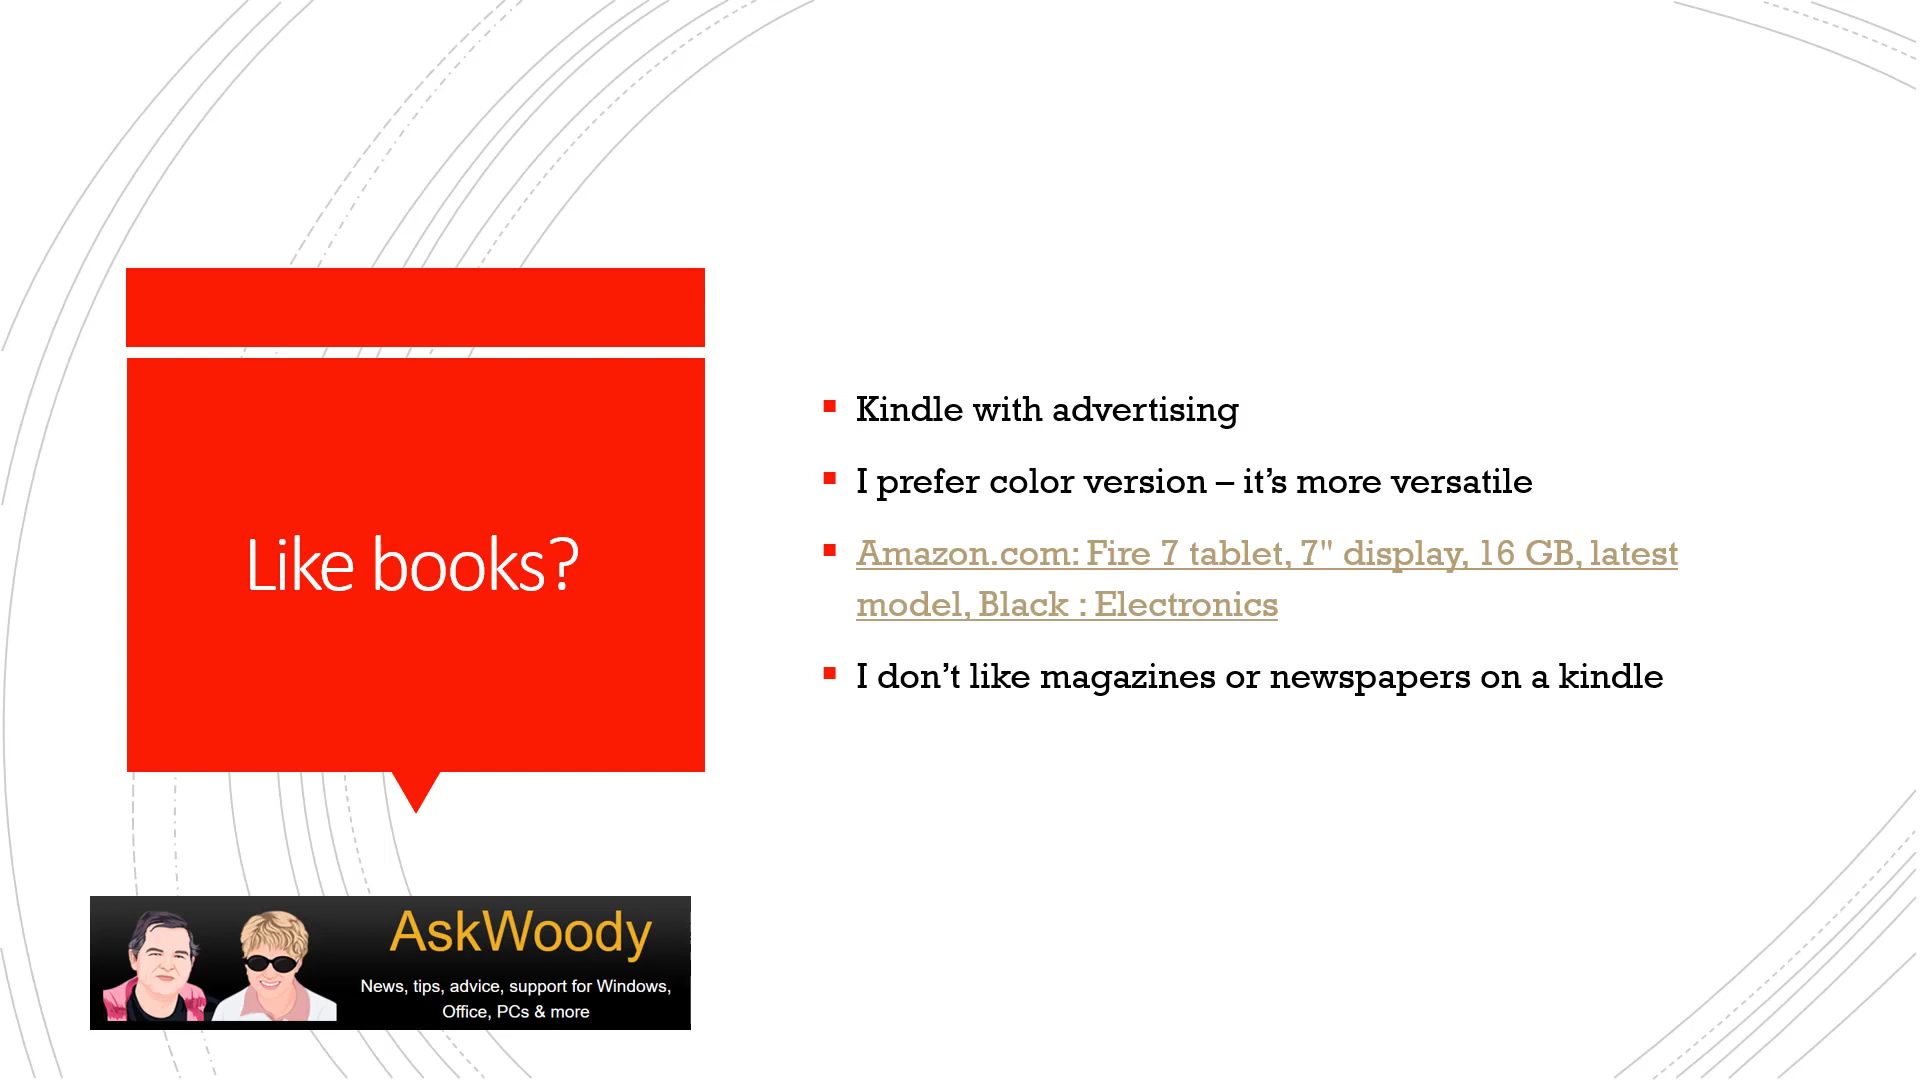 Like books?
Kindle with advertising
I prefer color version – it’s more versatile
Amazon.com: Fire 7 tablet, 7" display, 16 GB, latest
model, Black : Electronics
I don’t like magazines or newspapers on a kindle
AskWoody
News, tips, advice, support for Windows,
Office, PCs & more